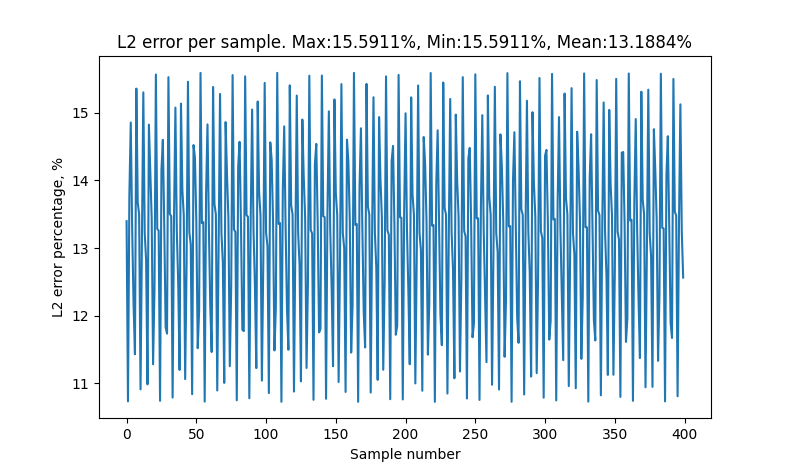 L2 error per sample. Max:15.5911%, Min:15.5911%, Mean:13.1884%
15
14
13
12
11
L2 error percentage, %
0 50 100 150 200 250 300 350 400
Sample number